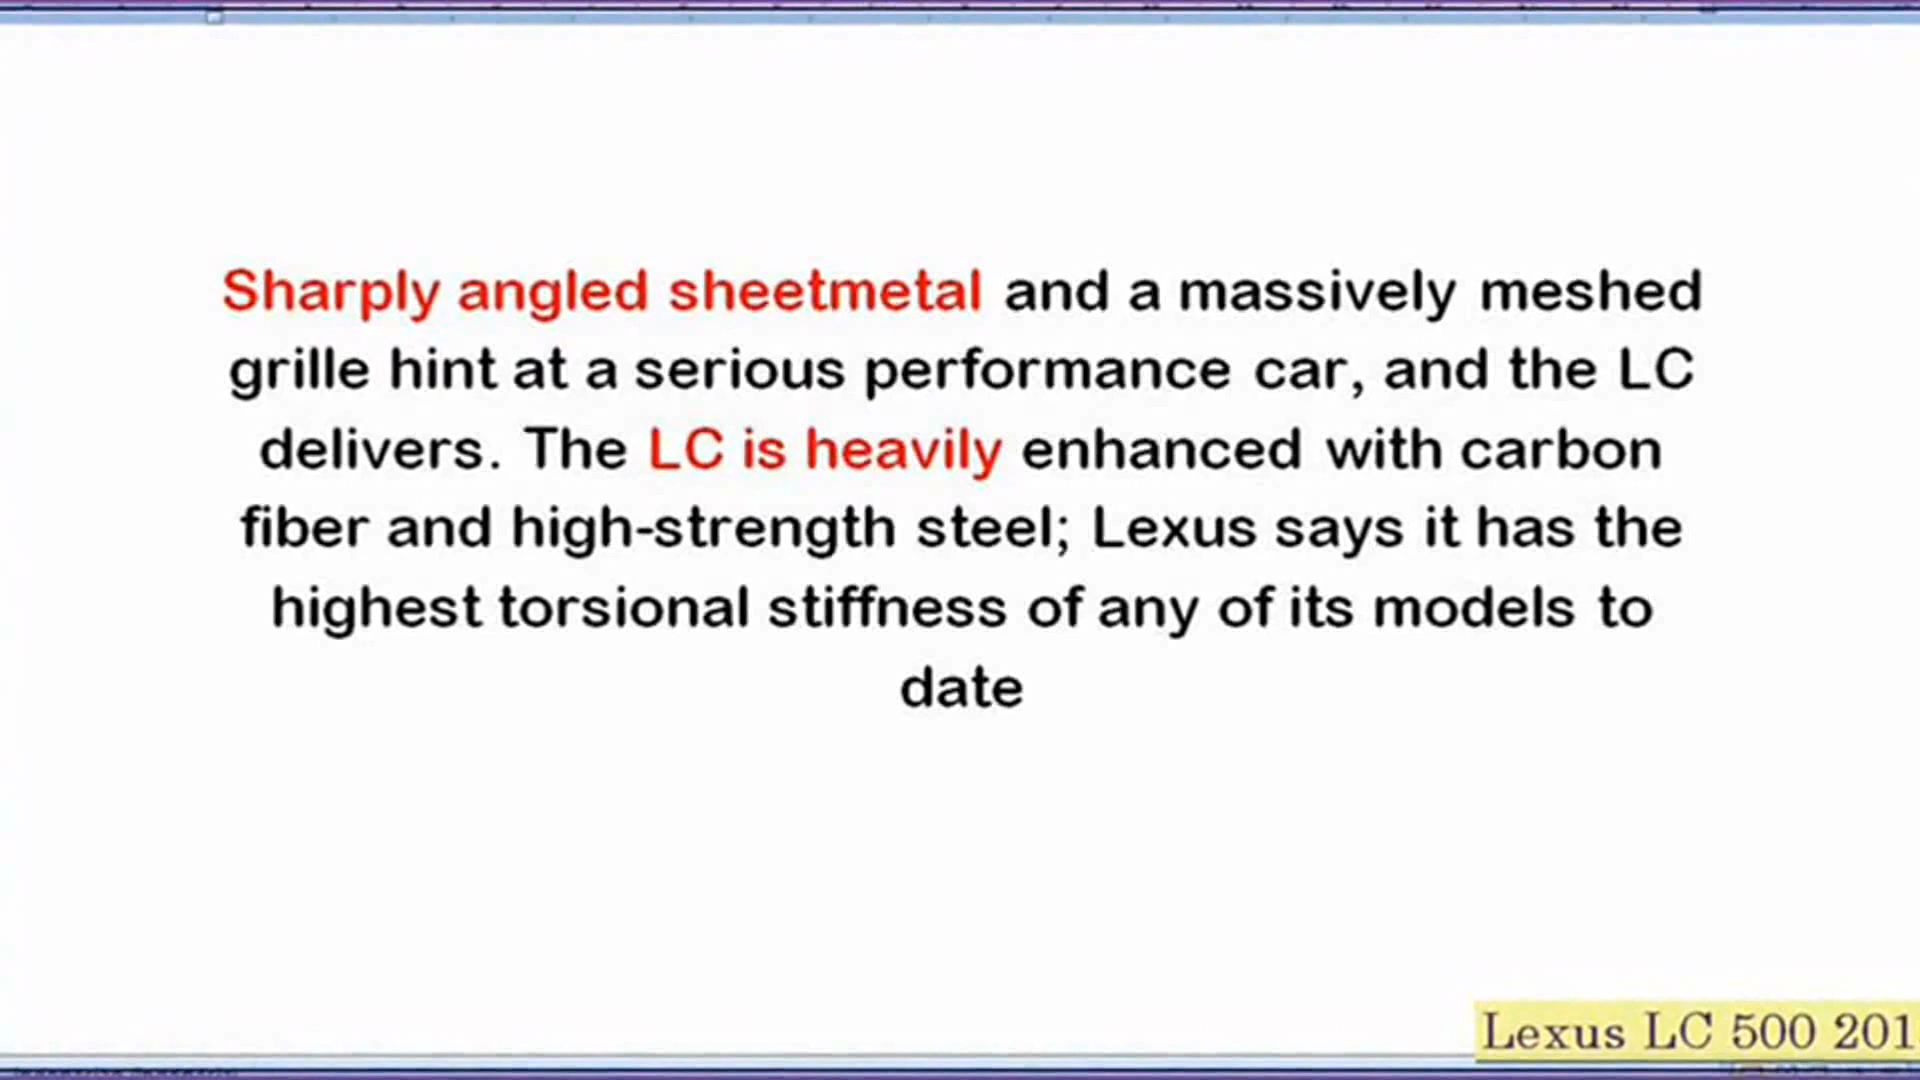 Sharply angled sheetmetal and a massively meshed
grille hint at a serious performance car, and the LC
delivers. The LC is heavily enhanced with carbon
fiber and high-strength steel; Lexus says it has the
highest torsional stiffness of any of its models to
date
Lexus LC 500 201